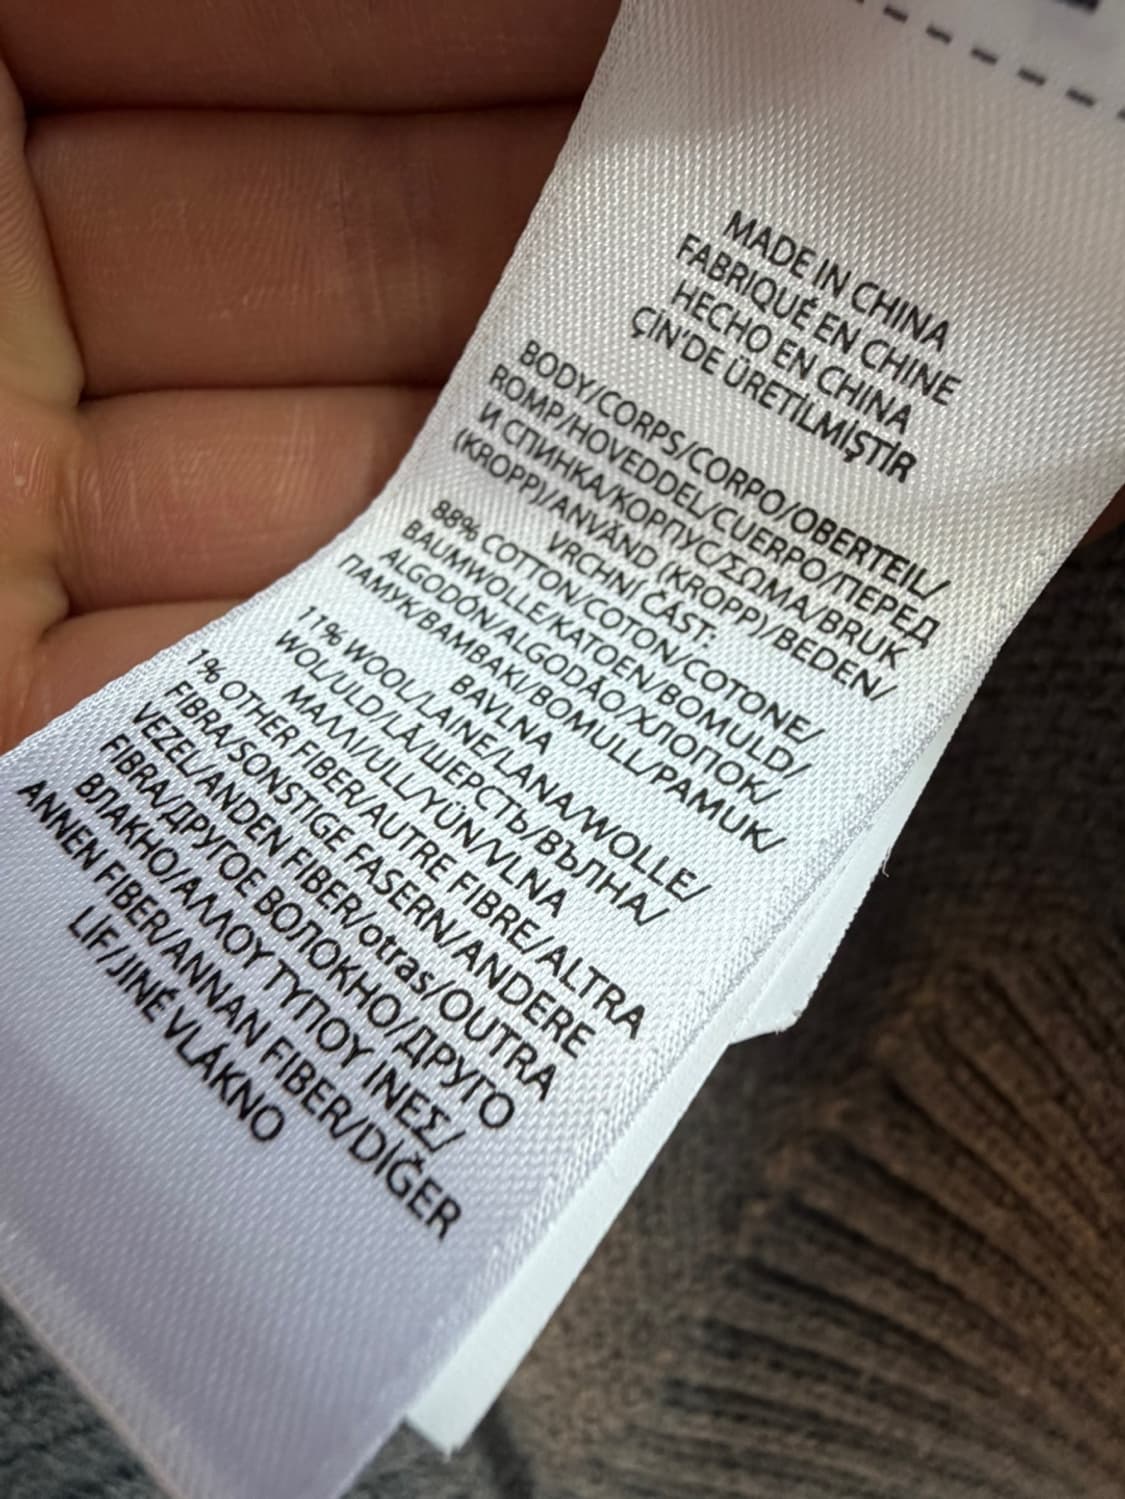 MADE IN CHINA
FABRIQUÉ EN CHINE
HECHO EN CHINA
ÇİN'DE ÜRETİLMİŞTİR
BODY/CORPS/CORPO/OBERTEIL/
ROMP/HOVEDDEL/CUERPO/ПЕРЕД
И СПИНКА/КОРПУС/ΣΩΜΑ/BRUK
(KROPP)/ANVÄND (KROPP)/BEDEN/
VRCHNÍ ČÁST:
88% COTTON/COTON/COTONE/
BAUMWOLLE/KATOEN/BOMULD/
ALGODÓN/ALGODÃO/ХЛОПОК/
ПАМУК/ΒΑΜΒΑΚΙ/BOMULL/PAMUK/
BAVLNA
11% WOOL/LAINE/LANA/WOLLE/
WOL/ULD/LÃ/ШЕРСТЬ/ВЪЛНА/
ΜΑΛΛΙ/ULL/YÜN/VLNA
1% OTHER FIBER/AUTRE FIBRE/ALTRA
FIBRA/SONSTIGE FASERN/ANDERE
VEZEL/ANDEN FIBER/otras/OUTRA
FIBRA/ДРУГОЕ ВОЛОКНО/ДРУГО
ВЛАКНО/ΑΛΛΟΥ ΤΥΠΟΥ ΙΝΕΣ/
ANNEN FIBER/ANNAN FIBER/DİĞER
LİF/JINÉ VLÁKNO